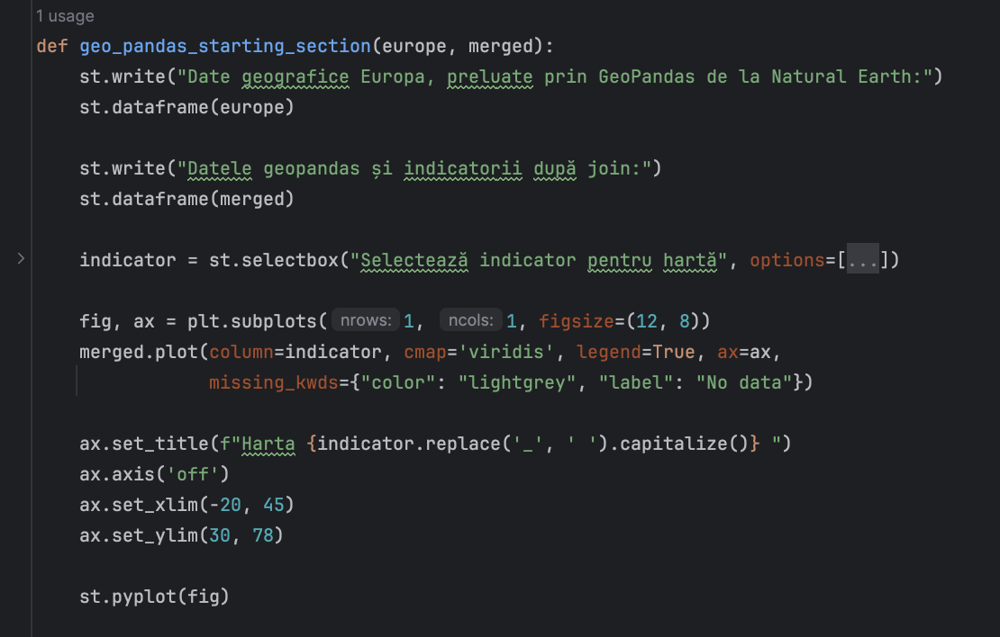 1 usage
def geo_pandas_starting_section(europe, merged):
    st.write("Date geografice Europa, preluate prin GeoPandas de la Natural Earth:")
    st.dataframe(europe)
    st.write("Datele geopandas și indicatorii după join:")
    st.dataframe(merged)
    indicator = st.selectbox("Selectează indicator pentru hartă", options=[...])
    fig, ax = plt.subplots( nrows: 1, ncols: 1, figsize=(12, 8))
    merged.plot(column=indicator, cmap='viridis', legend=True, ax=ax,
                missing_kwds={"color": "lightgrey", "label": "No data"})
    ax.set_title(f"Harta {indicator.replace('_', ' ').capitalize()} ")
    ax.axis('off')
    ax.set_xlim(-20, 45)
    ax.set_ylim(30, 78)
    st.pyplot(fig)